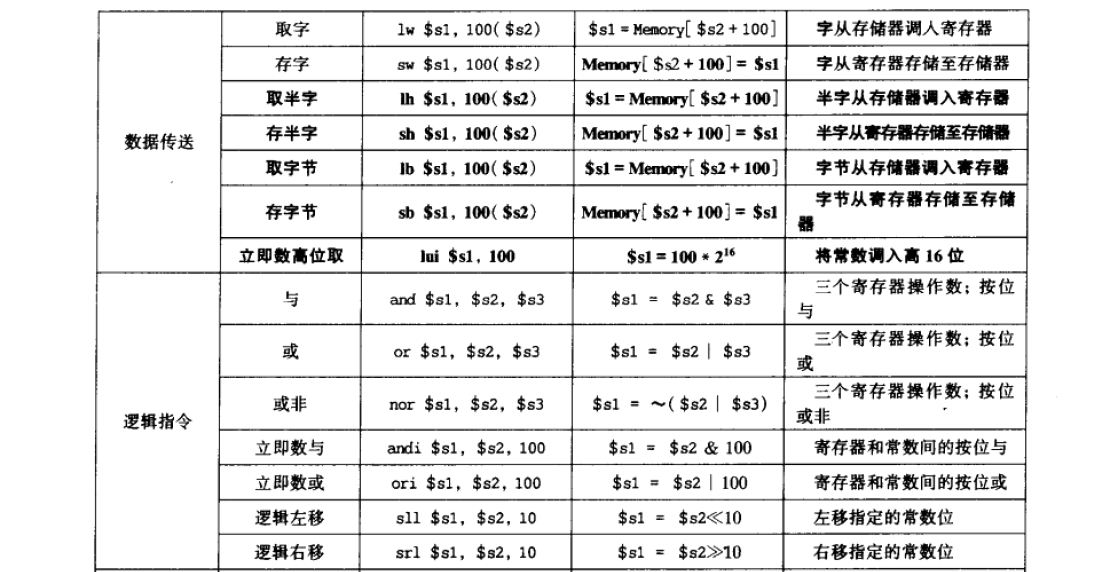 取字 lw $s1, 100( $s2) $s1 = Memory[ $s2 + 100] 字从存储器调人寄存器
存字 sw $s1, 100( $s2) Memory[ $s2 + 100] = $s1 字从寄存器存储至存储器
取半字 lh $s1, 100( $s2) $s1 = Memory[ $s2 + 100] 半字从存储器调入寄存器
数据传送 存半字 sh $s1, 100( $s2) Memory[ $s2 + 100] = $s1 半字从寄存器存储至存储器
取字节 lb $s1, 100( $s2) $s1 = Memory[ $s2 + 100] 字节从存储器调入寄存器
存字节 sb $s1, 100( $s2) Memory[ $s2 + 100] = $s1 字节从寄存器存储至存储
器
立即数高位取 lui $s1, 100 $s1 = 100 * 2¹⁶ 将常数调入高 16 位
与 and $s1, $s2, $s3 $s1 = $s2 & $s3 三个寄存器操作数；按位
与
或 or $s1, $s2, $s3 $s1 = $s2 | $s3 三个寄存器操作数；按位
或
逻辑指令 或非 nor $s1, $s2, $s3 $s1 = ～( $s2 | $s3) 三个寄存器操作数；按位
或非
立即数与 andi $s1, $s2, 100 $s1 = $s2 & 100 寄存器和常数间的按位与
立即数或 ori $s1, $s2, 100 $s1 = $s2 | 100 寄存器和常数间的按位或
逻辑左移 sll $s1, $s2, 10 $s1 = $s2≪10 左移指定的常数位
逻辑右移 srl $s1, $s2, 10 $s1 = $s2≫10 右移指定的常数位